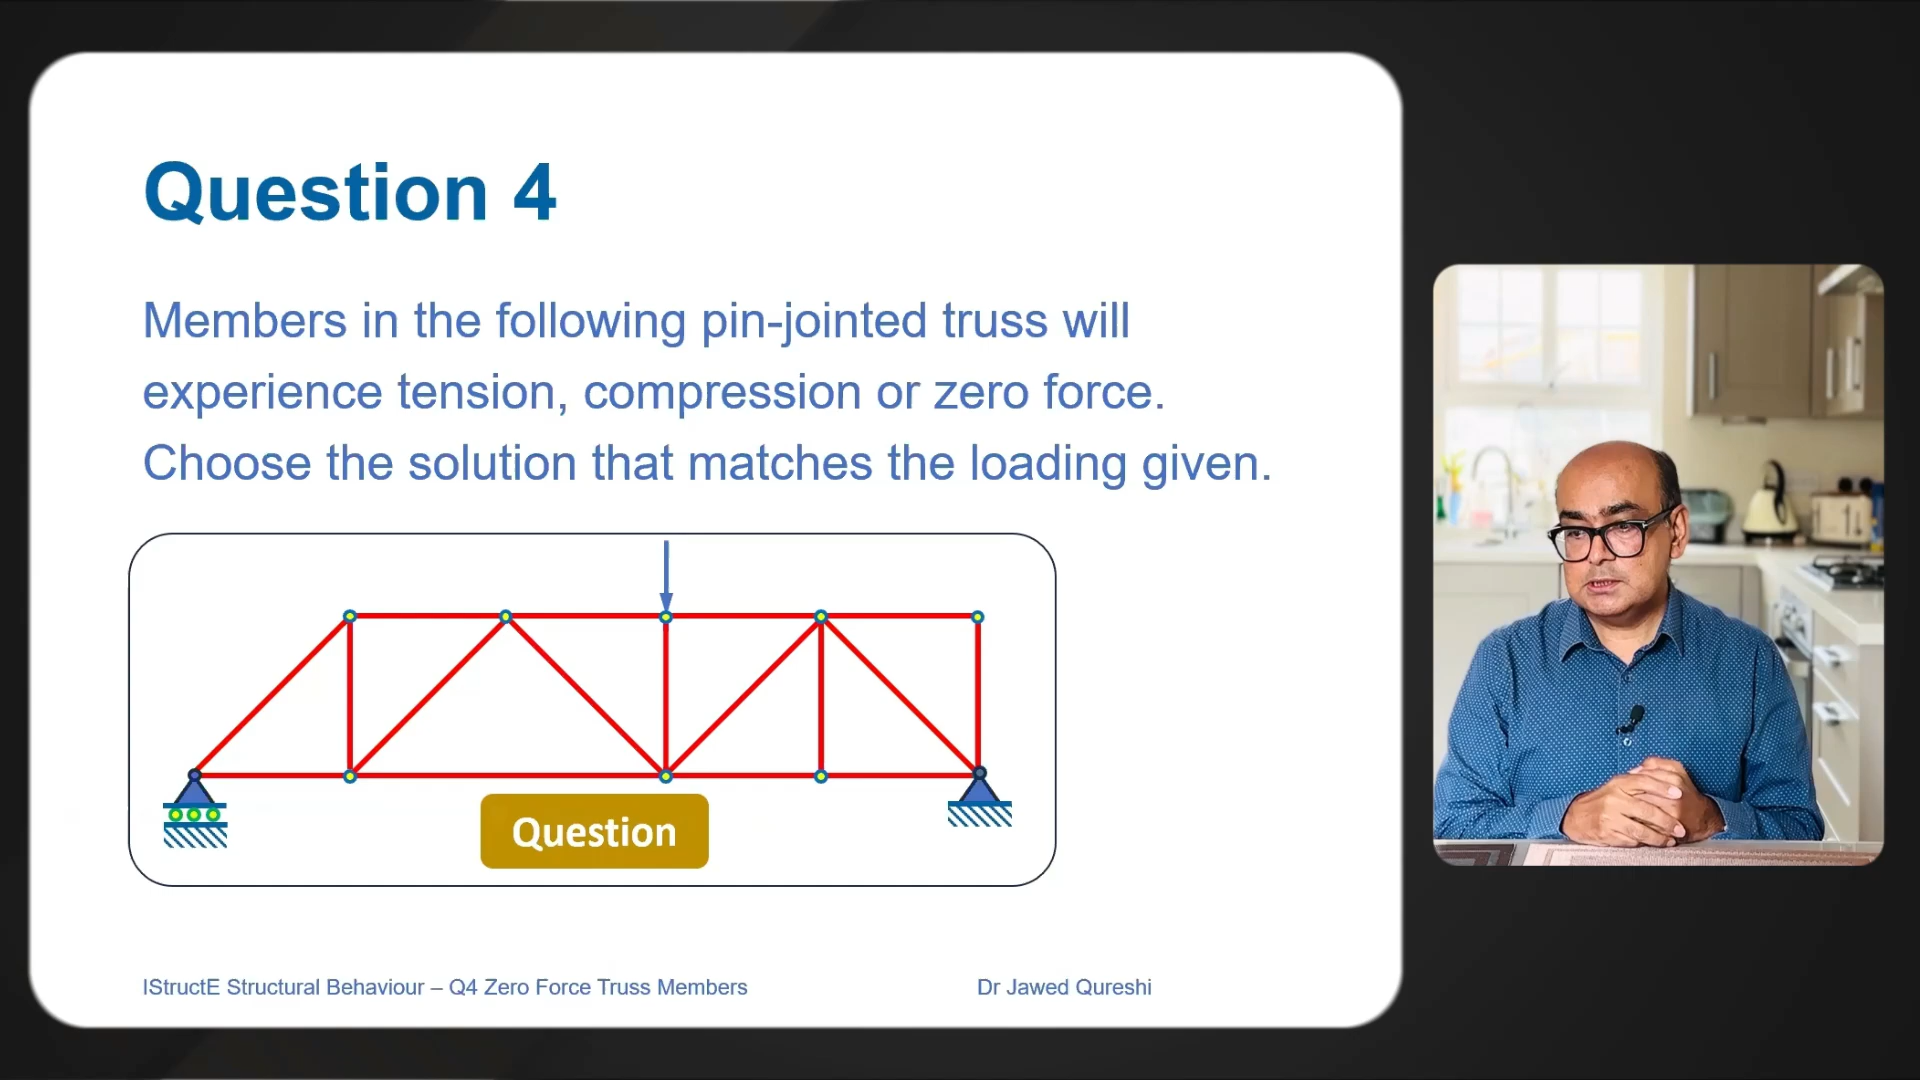 Question 4
Members in the following pin-jointed truss will
experience tension, compression or zero force.
Choose the solution that matches the loading given.
Question
IStructE Structural Behaviour – Q4 Zero Force Truss Members
Dr Jawed Qureshi